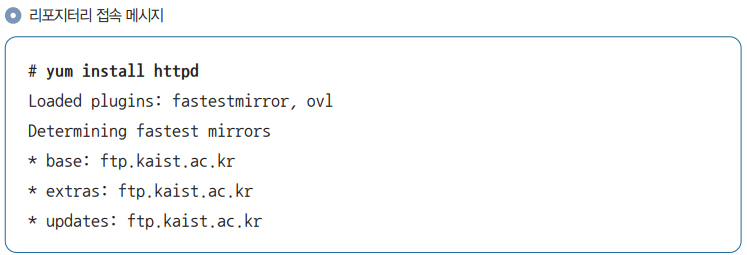 리포지터리 접속 메시지
# yum install httpd
Loaded plugins: fastestmirror, ovl
Determining fastest mirrors
* base: ftp.kaist.ac.kr
* extras: ftp.kaist.ac.kr
* updates: ftp.kaist.ac.kr